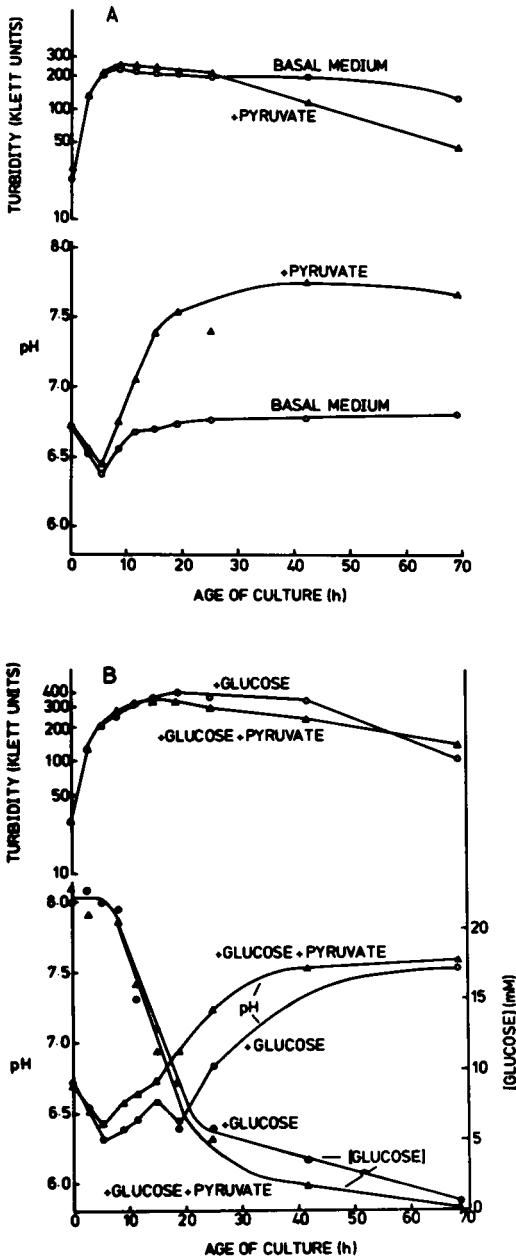 A
TURBIDITY (KLETT UNITS)
300
200
100
50
10
BASAL MEDIUM
+PYRUVATE
8.0
7.5
7.0
6.5
6.0
pH
+PYRUVATE
BASAL MEDIUM
0 10 20 30 40 50 60 70
AGE OF CULTURE (h)
B
TURBIDITY (KLETT UNITS)
400
300
200
100
50
10
+GLUCOSE
+GLUCOSE+PYRUVATE
8.0
7.5
7.0
6.5
6.0
pH
20
15
10
5
0
[GLUCOSE] (mM)
+GLUCOSE+PYRUVATE
pH
+GLUCOSE
+GLUCOSE
[GLUCOSE]
+GLUCOSE+PYRUVATE
0 10 20 30 40 50 60 70
AGE OF CULTURE (h)